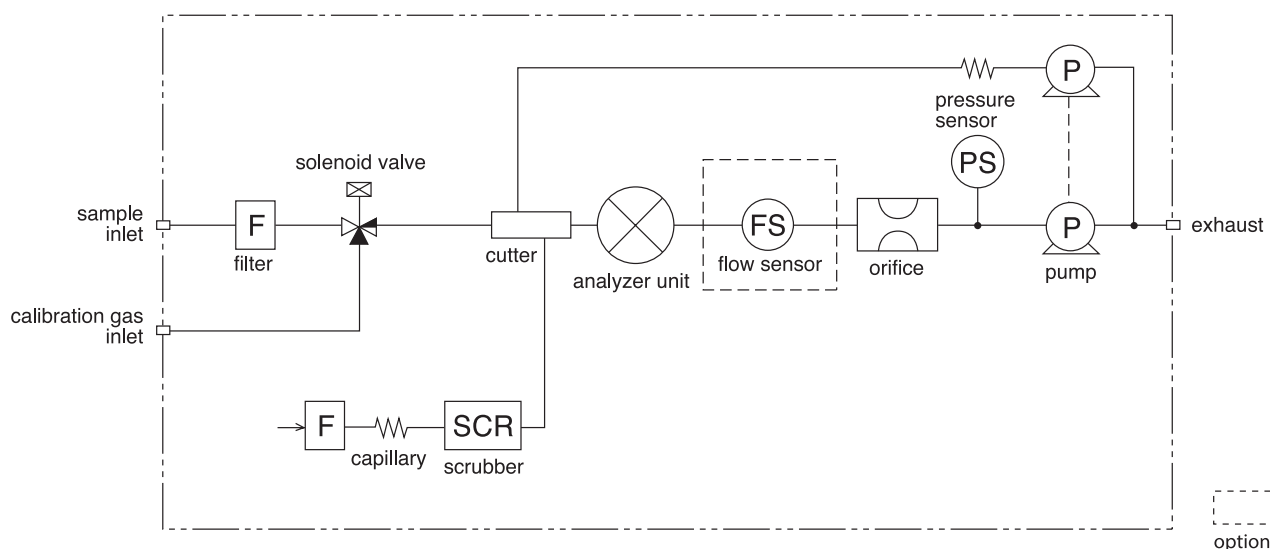 P
pressure
sensor
solenoid valve
PS
sample
inlet
F
filter
cutter
analyzer unit
FS
flow sensor
orifice
P
pump
exhaust
calibration gas
inlet
F
capillary
SCR
scrubber
option